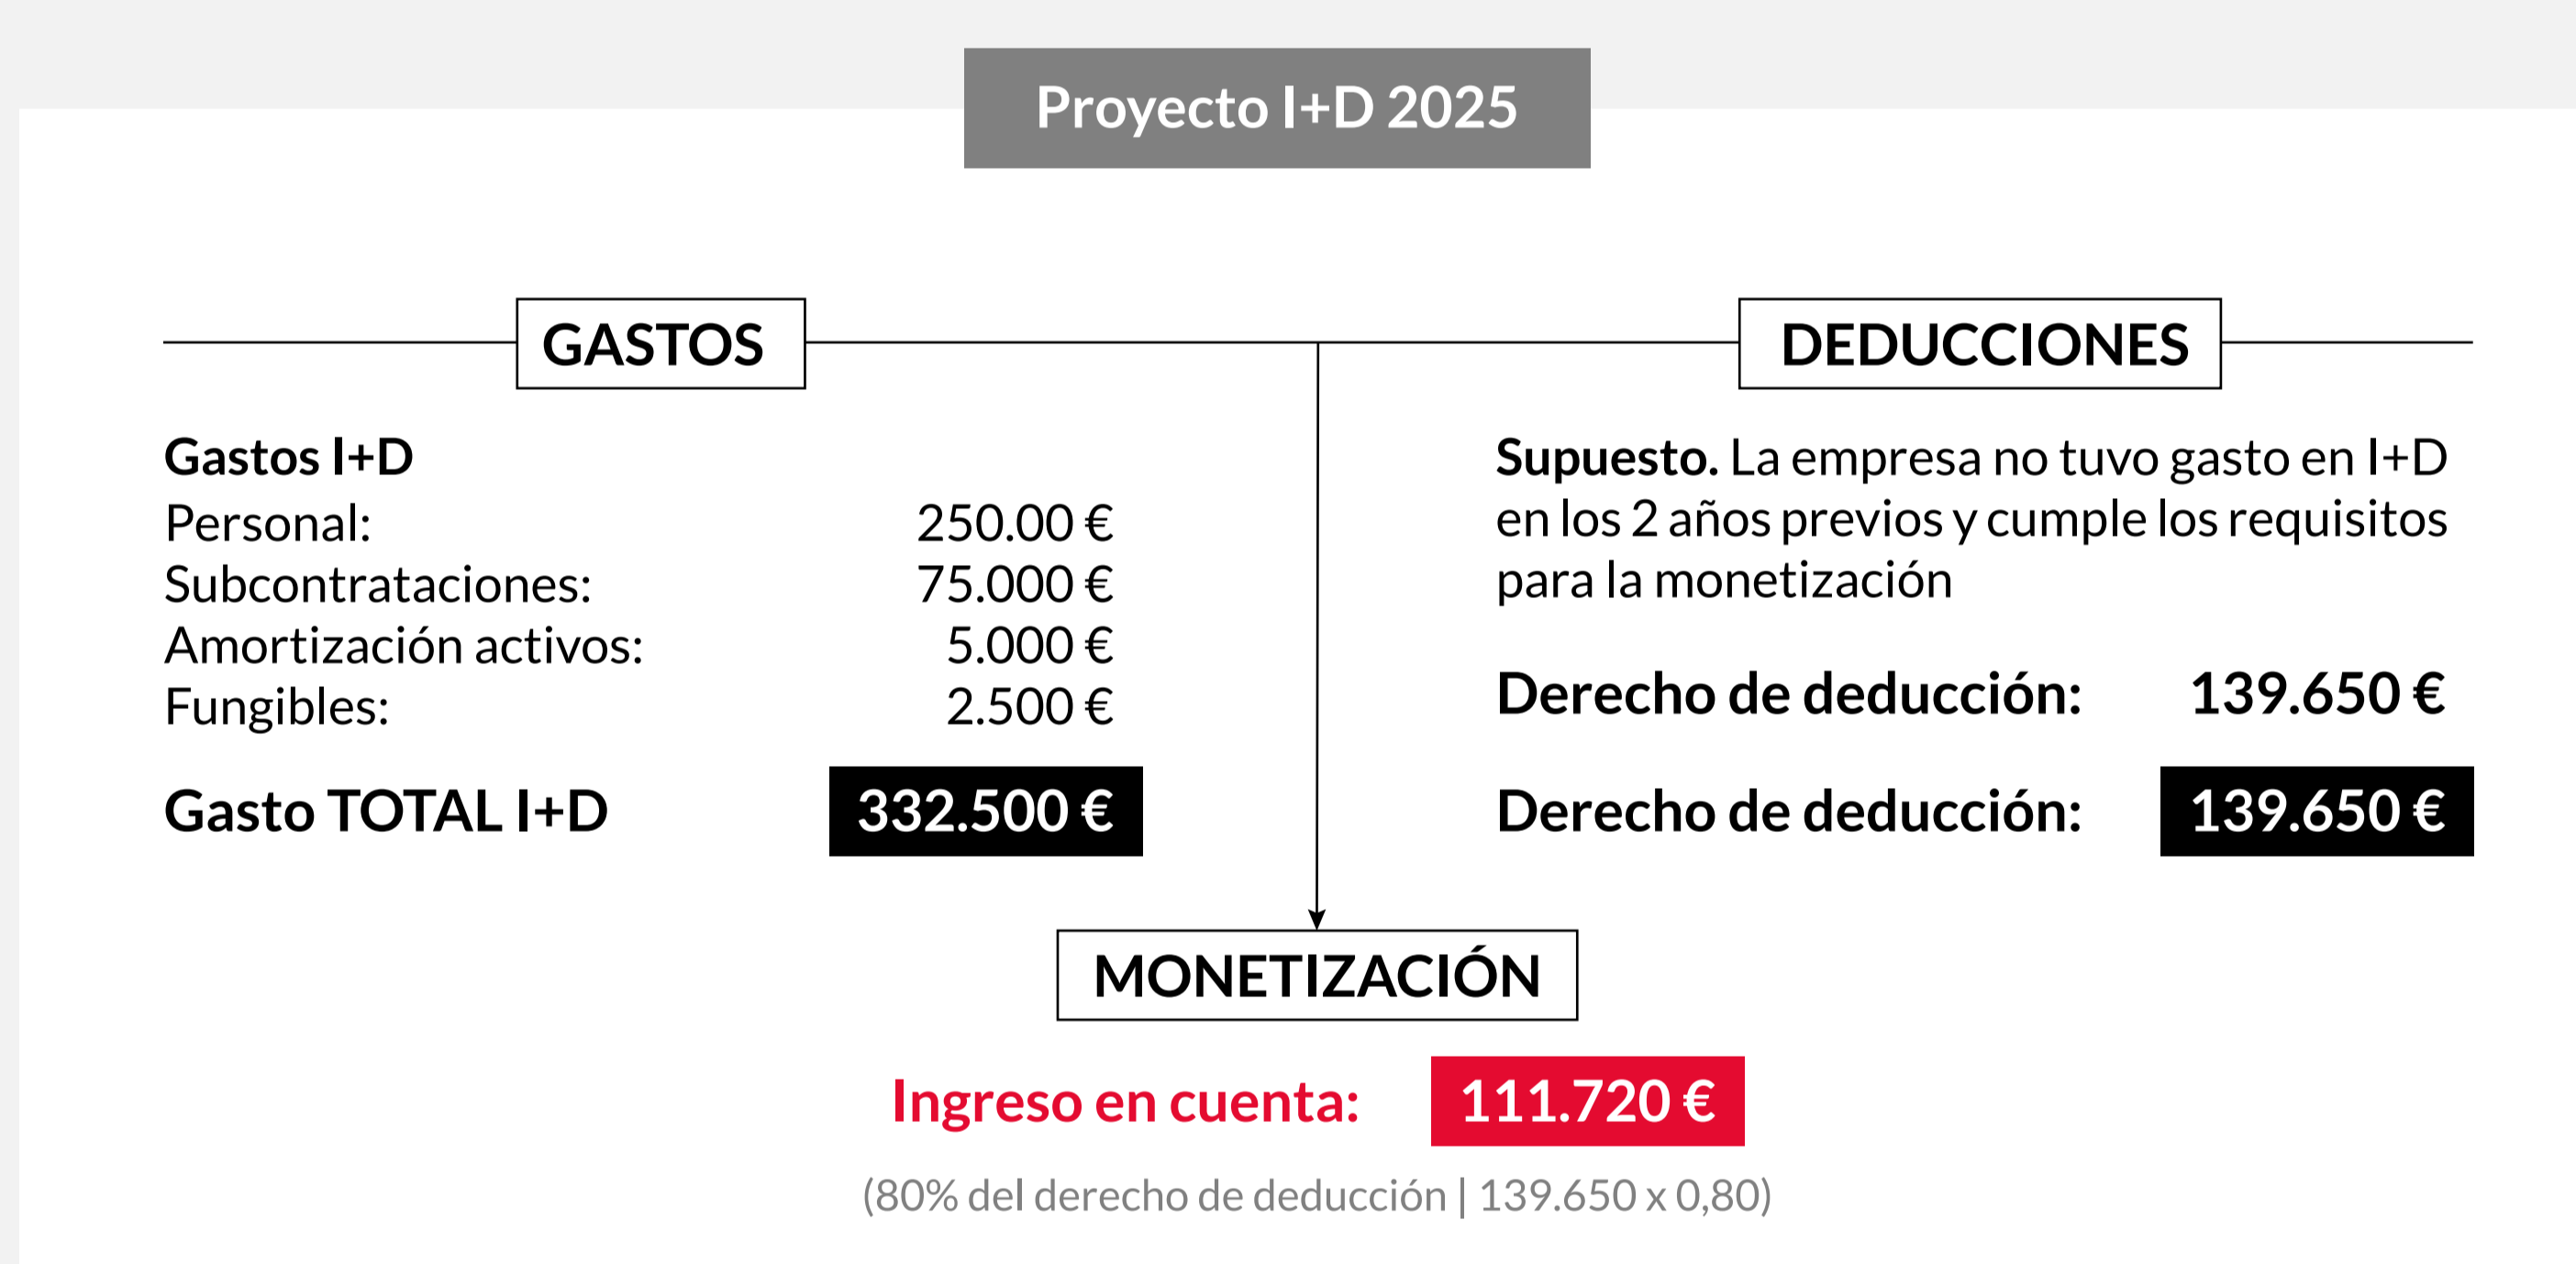 Proyecto I+D 2025
GASTOS
Gastos I+D
Personal: 250.00 €
Subcontrataciones: 75.000 €
Amortización activos: 5.000 €
Fungibles: 2.500 €
Gasto TOTAL I+D 332.500 €
DEDUCCIONES
Supuesto. La empresa no tuvo gasto en I+D
en los 2 años previos y cumple los requisitos
para la monetización
Derecho de deducción: 139.650 €
Derecho de deducción: 139.650 €
MONETIZACIÓN
Ingreso en cuenta: 111.720 €
(80% del derecho de deducción | 139.650 x 0,80)